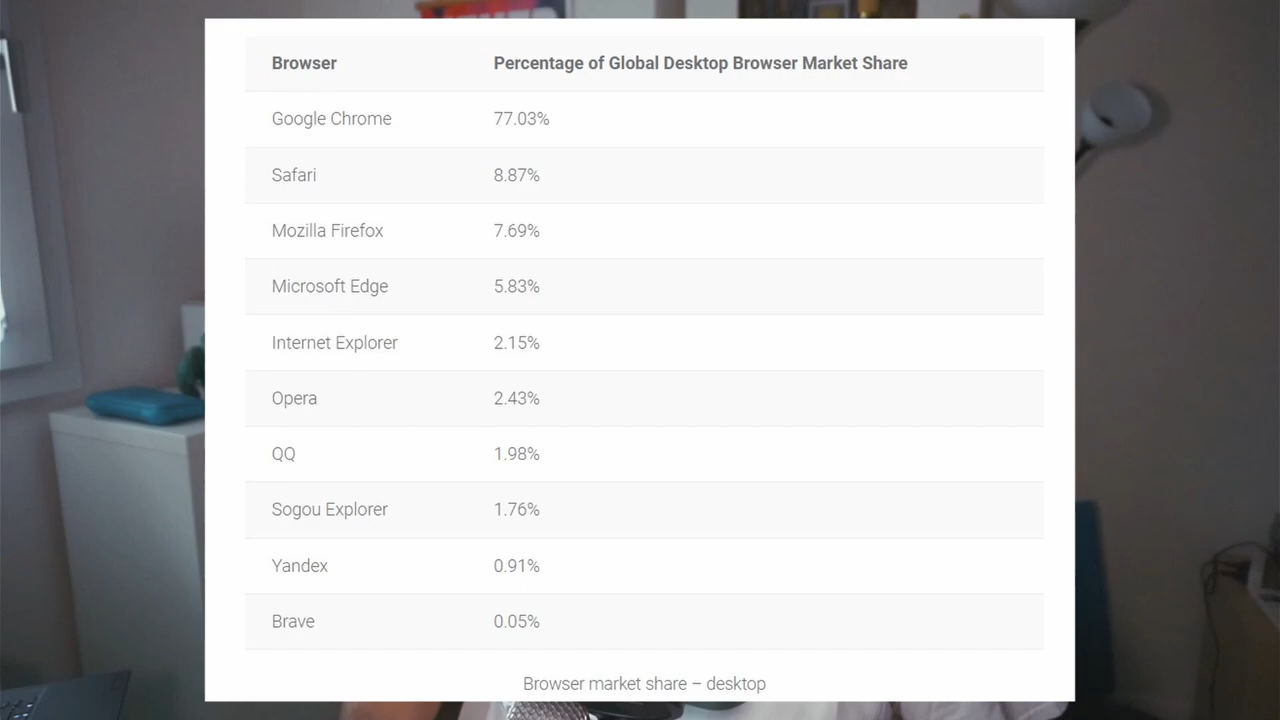 Browser Percentage of Global Desktop Browser Market Share
Google Chrome 77.03%
Safari 8.87%
Mozilla Firefox 7.69%
Microsoft Edge 5.83%
Internet Explorer 2.15%
Opera 2.43%
QQ 1.98%
Sogou Explorer 1.76%
Yandex 0.91%
Brave 0.05%
Browser market share – desktop